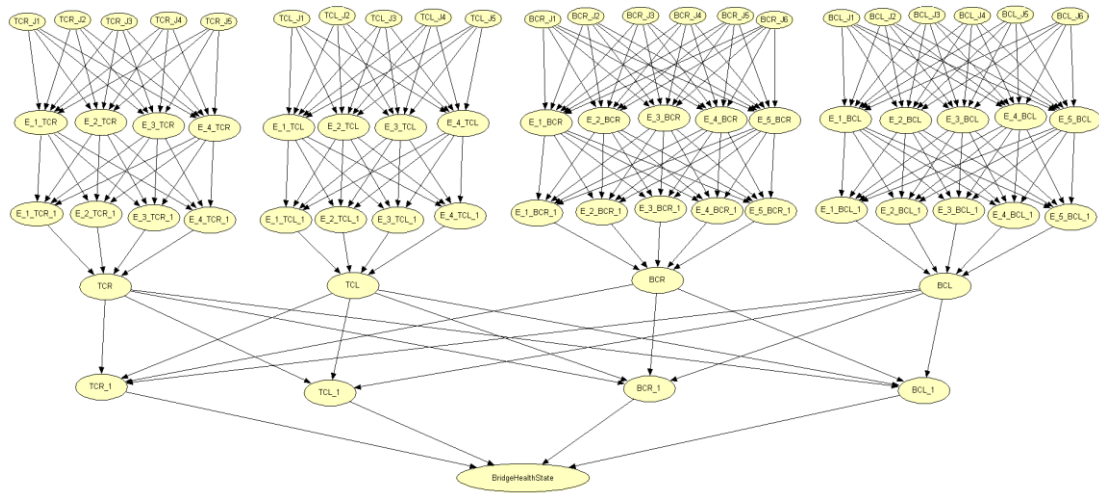 TCR_J1 TCR_J2 TCR_J3 TCR_J4 TCR_J5 TCL_J1 TCL_J2 TCL_J3 TCL_J4 TCL_J5 BCR_J1 BCR_J2 BCR_J3 BCR_J4 BCR_J5 BCR_J6 BCL_J1 BCL_J2 BCL_J3 BCL_J4 BCL_J5 BCL_J6
E_1_TCR E_2_TCR E_3_TCR E_4_TCR E_1_TCL E_2_TCL E_3_TCL E_4_TCL E_1_BCR E_2_BCR E_3_BCR E_4_BCR E_5_BCR E_1_BCL E_2_BCL E_3_BCL E_4_BCL E_5_BCL
E_1_TCR_1 E_2_TCR_1 E_3_TCR_1 E_4_TCR_1 E_1_TCL_1 E_2_TCL_1 E_3_TCL_1 E_4_TCL_1 E_1_BCR_1 E_2_BCR_1 E_3_BCR_1 E_4_BCR_1 E_5_BCR_1 E_1_BCL_1 E_2_BCL_1 E_3_BCL_1 E_4_BCL_1 E_5_BCL_1
TCR TCL BCR BCL
TCR_1 TCL_1 BCR_1 BCL_1
BridgeHealthState